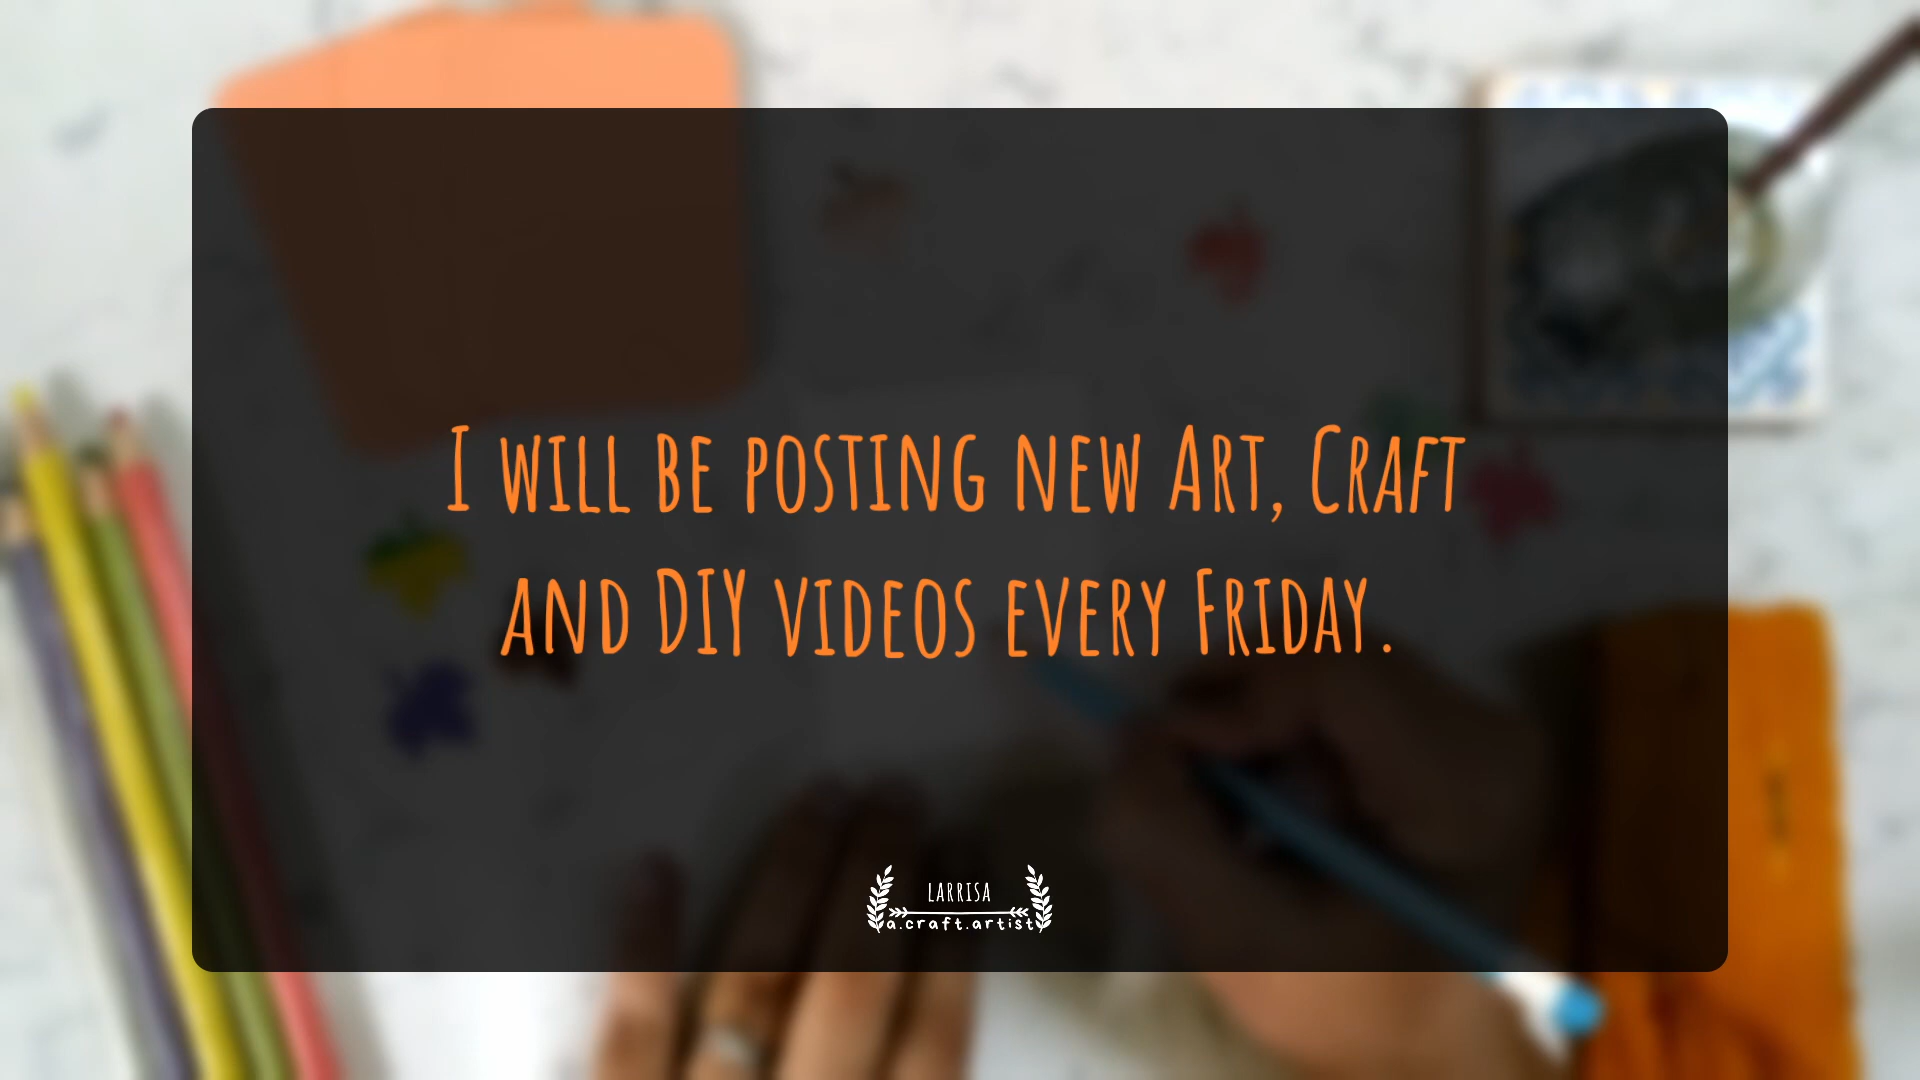 I will be posting new Art, Craft
and DIY videos every Friday.
LARRISA
a.craft.artist